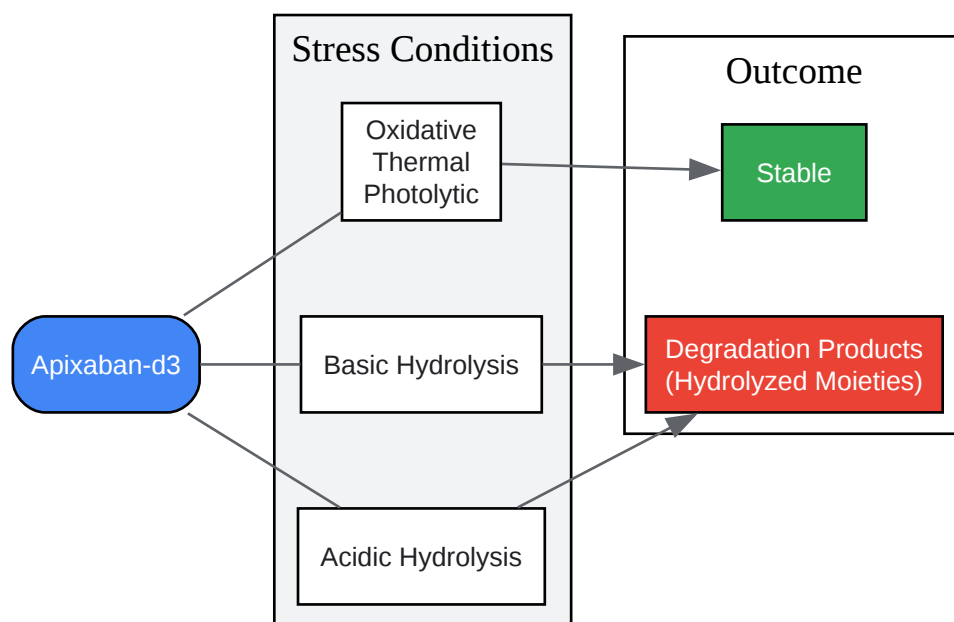 Stress Conditions
Outcome
Oxidative
Thermal
Photolytic
Stable
Apixaban-d3
Basic Hydrolysis
Degradation Products
(Hydrolyzed Moieties)
Acidic Hydrolysis